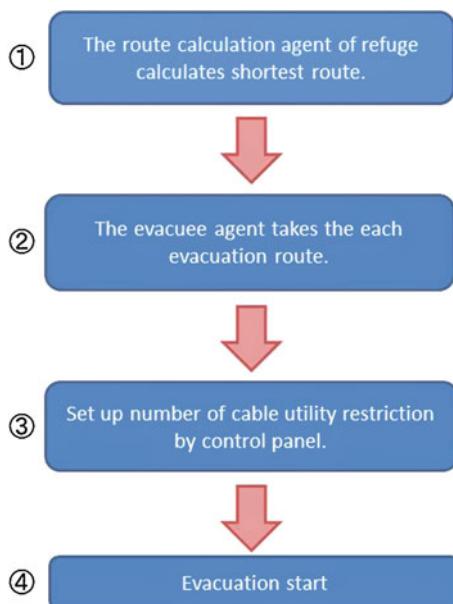 ①
The route calculation agent of refuge
calculates shortest route.
②
The evacuee agent takes the each
evacuation route.
③
Set up number of cable utility restriction
by control panel.
④
Evacuation start